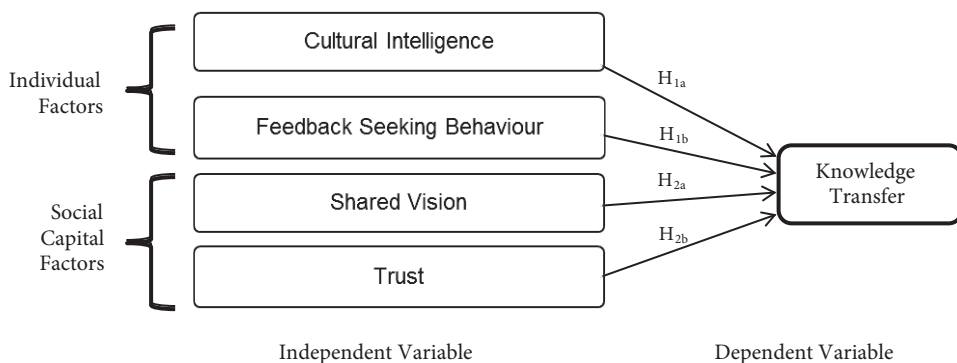 Individual
Factors
Cultural Intelligence
Feedback Seeking Behaviour
H1a
H1b
Social
Capital
Factors
Shared Vision
Trust
H2a
H2b
Knowledge
Transfer
Independent Variable
Dependent Variable